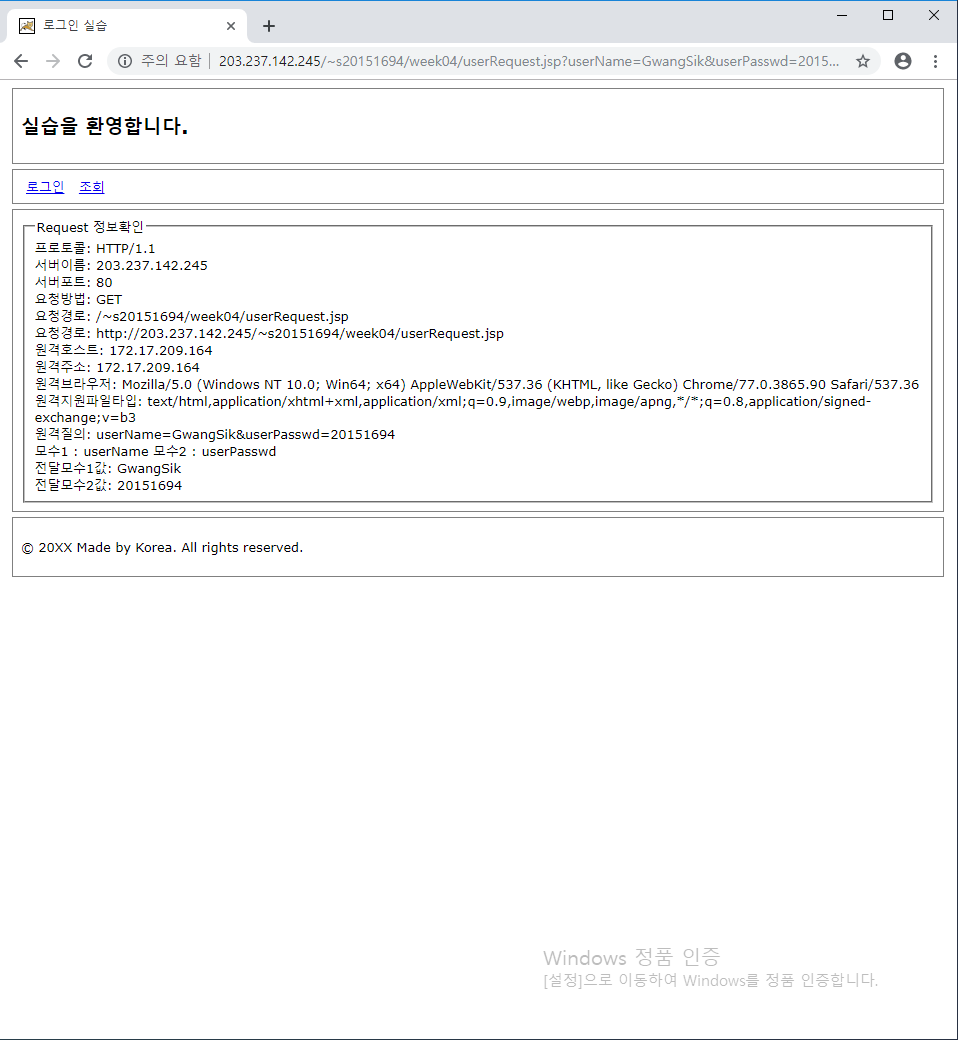 로그인 실습
주의 요함 203.237.142.245/~s20151694/week04/userRequest.jsp?userName=GwangSik&userPasswd=2015...
실습을 환영합니다.
로그인 조회
Request 정보확인
프로토콜: HTTP/1.1
서버이름: 203.237.142.245
서버포트: 80
요청방법: GET
요청경로: /~s20151694/week04/userRequest.jsp
요청경로: http://203.237.142.245/~s20151694/week04/userRequest.jsp
원격호스트: 172.17.209.164
원격주소: 172.17.209.164
원격브라우저: Mozilla/5.0 (Windows NT 10.0; Win64; x64) AppleWebKit/537.36 (KHTML, like Gecko) Chrome/77.0.3865.90 Safari/537.36
원격지원파일타입: text/html,application/xhtml+xml,application/xml;q=0.9,image/webp,image/apng,*/*;q=0.8,application/signed-
exchange;v=b3
원격질의: userName=GwangSik&userPasswd=20151694
모수1 : userName 모수2 : userPasswd
전달모수1값: GwangSik
전달모수2값: 20151694
© 20XX Made by Korea. All rights reserved.
Windows 정품 인증
[설정]으로 이동하여 Windows를 정품 인증합니다.